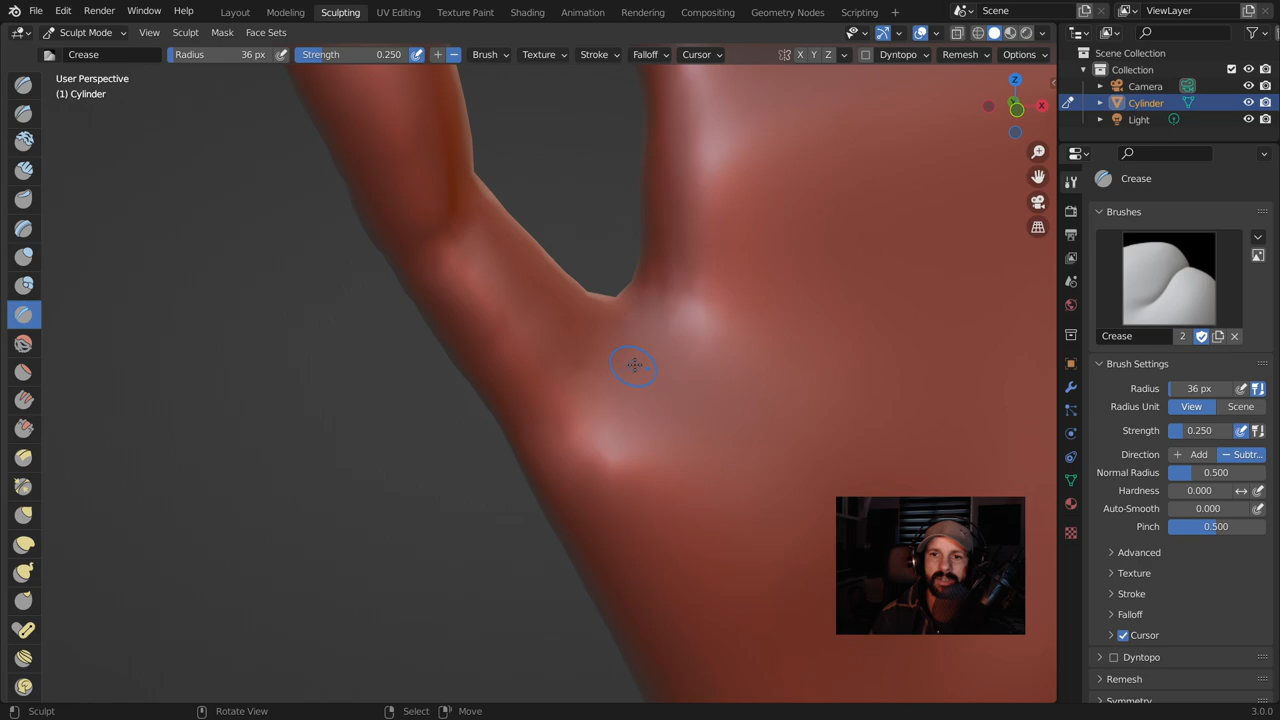 File Edit Render Window Help Layout Modeling Sculpting UV Editing Texture Paint Shading Animation Rendering Compositing Geometry Nodes Scripting Scene ViewLayer
Sculpt Mode View Sculpt Mask Face Sets
Crease Radius 36 px Strength 0.250 + − Brush Texture Stroke Falloff Cursor X Y Z Dyntopo Remesh Options
User Perspective
(1) Cylinder
Z
X
Scene Collection
Collection
Camera
Cylinder
Light
Crease
Brushes
Crease 2
Brush Settings
Radius 36 px
Radius Unit View Scene
Strength 0.250
Direction + Add − Subtr...
Normal Radius 0.500
Hardness 0.000
Auto-Smooth 0.000
Pinch 0.500
Advanced
Texture
Stroke
Falloff
Cursor
Dyntopo
Remesh
Symmetry
Sculpt Rotate View Select Move 3.0.0